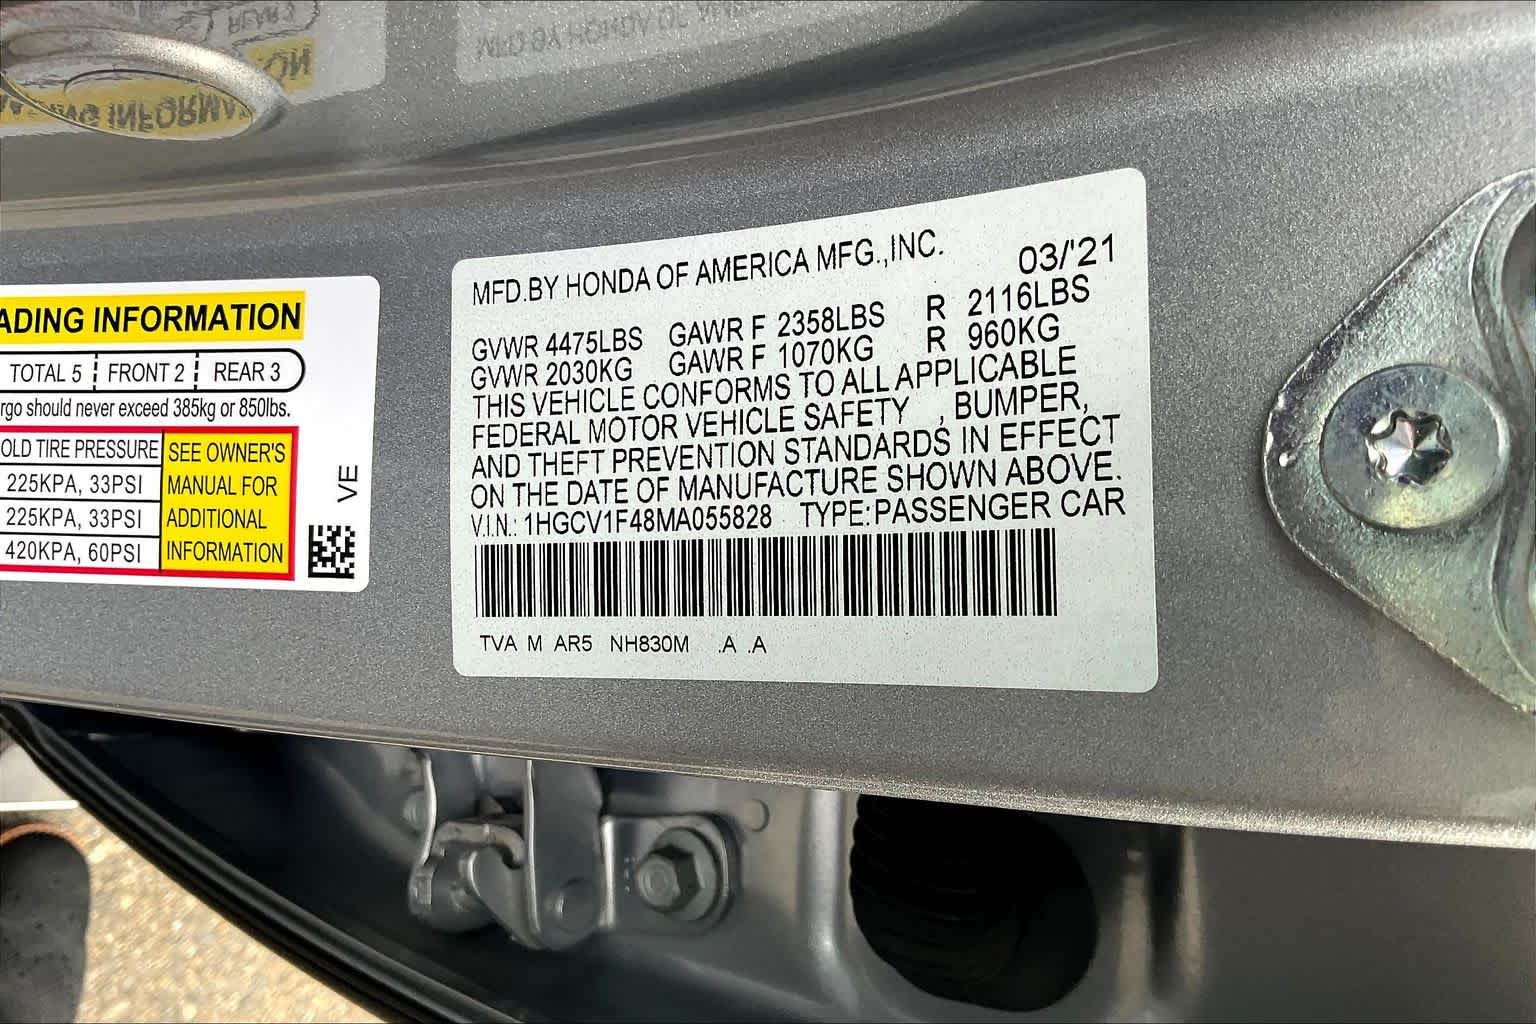 ADING INFORMATION
TOTAL 5 FRONT 2 REAR 3
rgo should never exceed 385kg or 850lbs.
OLD TIRE PRESSURE
225KPA, 33PSI
225KPA, 33PSI
420KPA, 60PSI
SEE OWNER'S
MANUAL FOR
ADDITIONAL
INFORMATION
VE
MFD.BY HONDA OF AMERICA MFG.,INC. 03/'21
GVWR 4475LBS GAWR F 2358LBS R 2116LBS
GVWR 2030KG GAWR F 1070KG R 960KG
THIS VEHICLE CONFORMS TO ALL APPLICABLE
FEDERAL MOTOR VEHICLE SAFETY , BUMPER,
AND THEFT PREVENTION STANDARDS IN EFFECT
ON THE DATE OF MANUFACTURE SHOWN ABOVE.
V.I.N.: 1HGCV1F48MA055828 TYPE:PASSENGER CAR
TVA M AR5 NH830M .A .A